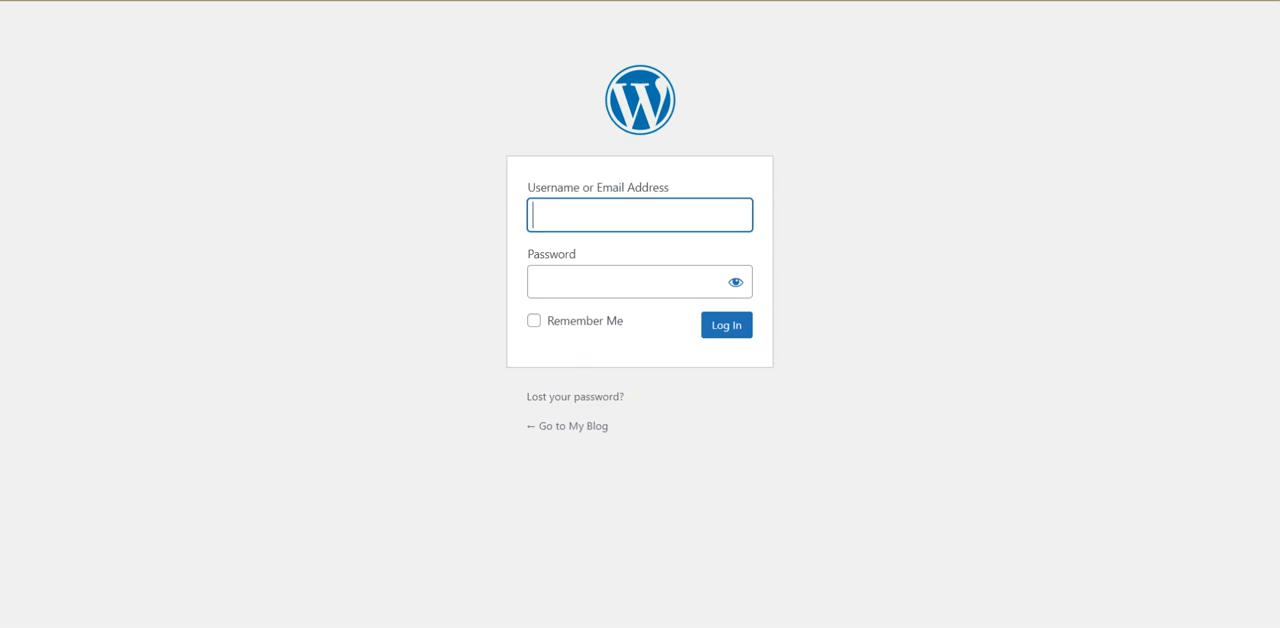 Username or Email Address
Password
Remember Me
Log In
Lost your password?
← Go to My Blog